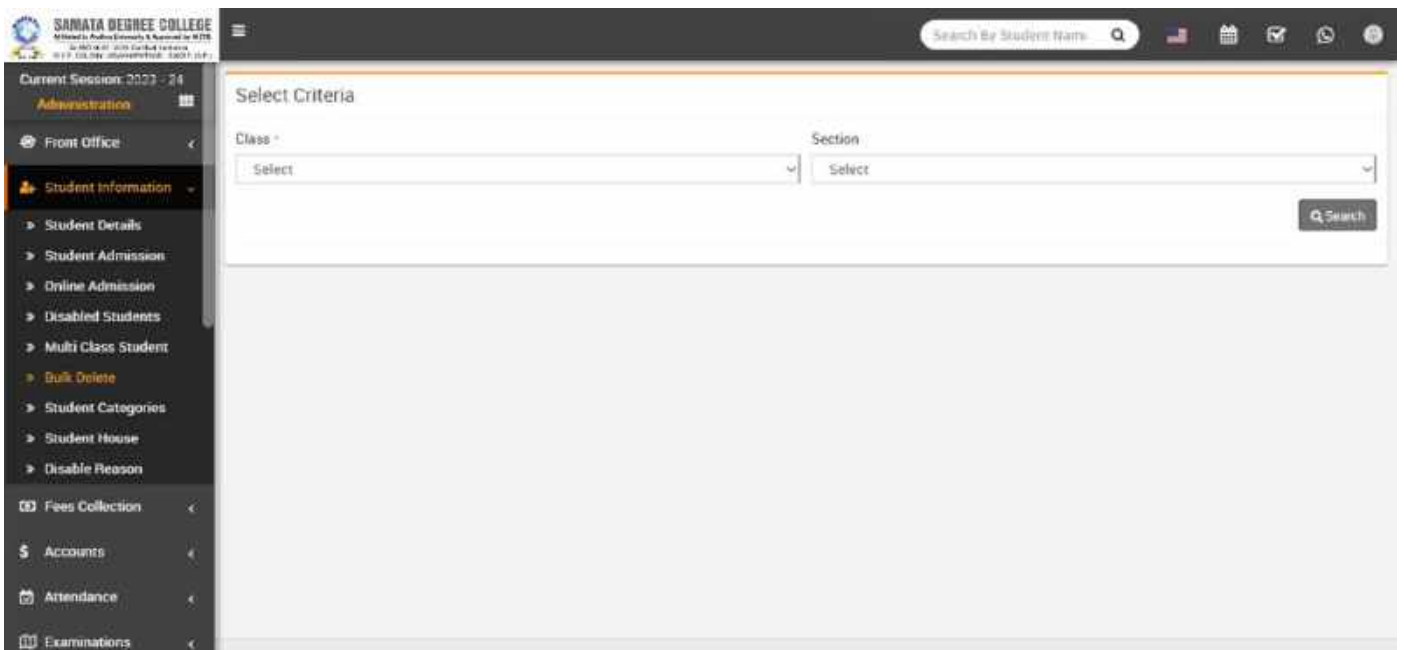 SAMATA DEGREE COLLEGE
Search By Student Name
Current Session: 2023 - 24
Administration
Front Office
Student Information
Student Details
Student Admission
Online Admission
Disabled Students
Multi Class Student
Bulk Delete
Student Categories
Student House
Disable Reason
Fees Collection
$ Accounts
Attendance
Examinations
Select Criteria
Class *
Section
Select
Select
Search